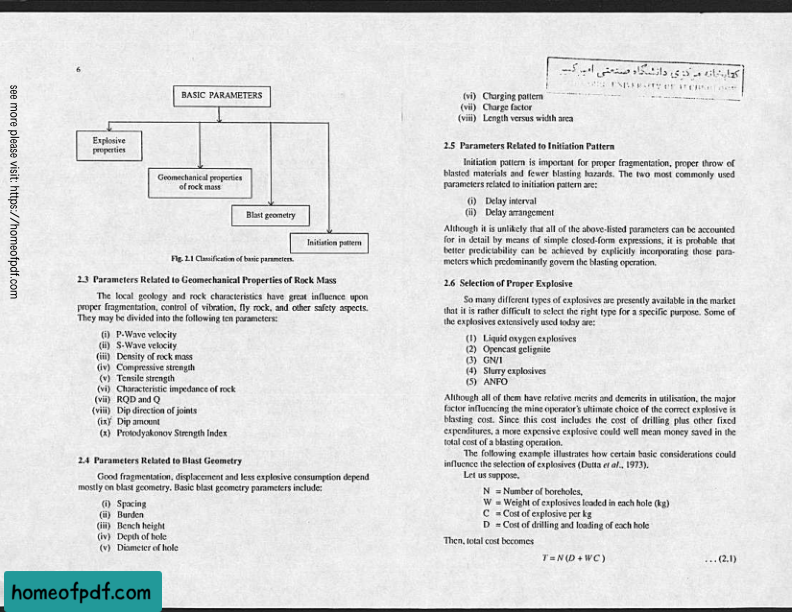 see more please visit: https://homeofpdf.com
6
BASIC PARAMETERS
Explosive
properties
Geomechanical properties
of rock mass
Blast geometry
Initiation pattern
Fig. 2.1 Classification of basic parameters.
2.3 Parameters Related to Geomechanical Properties of Rock Mass
The local geology and rock characteristics have great influence upon
proper fragmentation, control of vibration, fly rock, and other safety aspects.
They may be divided into the following ten parameters:
(i) P-Wave velocity
(ii) S-Wave velocity
(iii) Density of rock mass
(iv) Compressive strength
(v) Tensile strength
(vi) Characteristic impedance of rock
(vii) RQD and Q
(viii) Dip direction of joints
(ix) Dip amount
(x) Protodyakonov Strength Index
2.4 Parameters Related to Blast Geometry
Good fragmentation, displacement and less explosive consumption depend
mostly on blast geometry. Basic blast geometry parameters include:
(i) Spacing
(ii) Burden
(iii) Bench height
(iv) Depth of hole
(v) Diameter of hole
کتابخانه مرکزی دانشگاه صنعتی امیرکبیر
(vi) Charging pattern
(vii) Charge factor
(viii) Length versus width area
2.5 Parameters Related to Initiation Pattern
Initiation pattern is important for proper fragmentation, proper throw of
blasted materials and fewer blasting hazards. The two most commonly used
parameters related to initiation pattern are:
(i) Delay interval
(ii) Delay arrangement
Although it is unlikely that all of the above-listed parameters can be accounted
for in detail by means of simple closed-form expressions, it is probable that
better predictability can be achieved by explicitly incorporating those para-
meters which predominantly govern the blasting operation.
2.6 Selection of Proper Explosive
So many different types of explosives are presently available in the market
that it is rather difficult to select the right type for a specific purpose. Some of
the explosives extensively used today are:
(1) Liquid oxygen explosives
(2) Opencast gelignite
(3) GN/1
(4) Slurry explosives
(5) ANFO
Although all of them have relative merits and demerits in utilisation, the major
factor influencing the mine operator's ultimate choice of the correct explosive is
blasting cost. Since this cost includes the cost of drilling plus other fixed
expenditures, a more expensive explosive could well mean money saved in the
total cost of a blasting operation.
The following example illustrates how certain basic considerations could
influence the selection of explosives (Dutta et al., 1973).
Let us suppose,
N = Number of boreholes,
W = Weight of explosives loaded in each hole (kg)
C = Cost of explosive per kg
D = Cost of drilling and loading of each hole
Then, total cost becomes
T = N (D + WC) ... (2.1)
homeofpdf.com